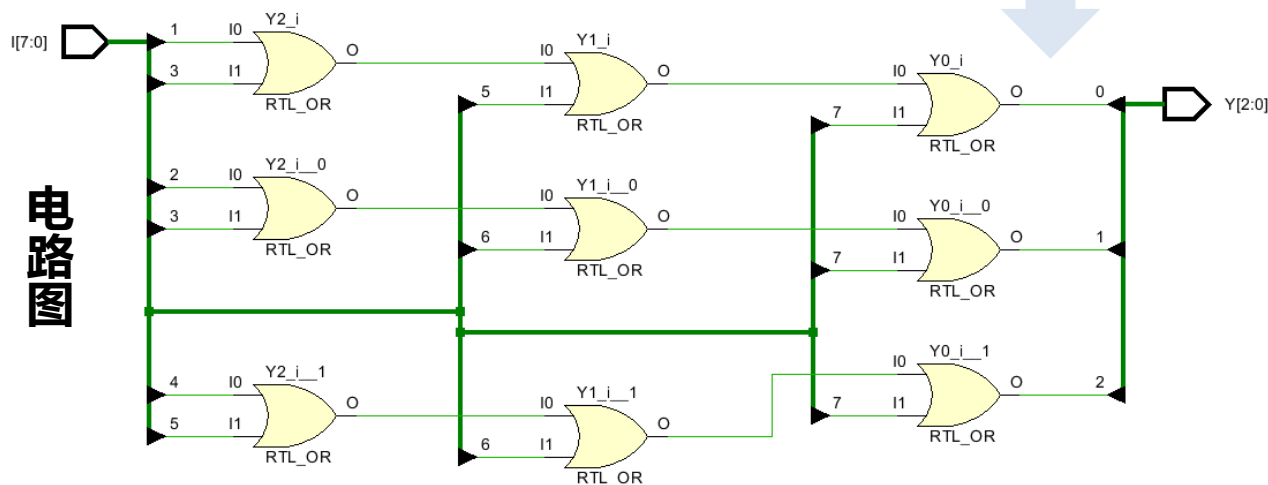 Y2_i
I[7:0] 1 I0 O Y1_i
3 I1 I0 O Y0_i
RTL_OR 5 I1 I0 O 0 Y[2:0]
RTL_OR 7 I1
RTL_OR
Y2_i__0
2 I0 O Y1_i__0
3 I1 I0 O Y0_i__0
RTL_OR 6 I1 I0 O 1
RTL_OR 7 I1
RTL_OR
电路图
Y2_i__1
4 I0 O Y1_i__1
5 I1 I0 O Y0_i__1
RTL_OR 6 I1 I0 O 2
RTL_OR 7 I1
RTL_OR